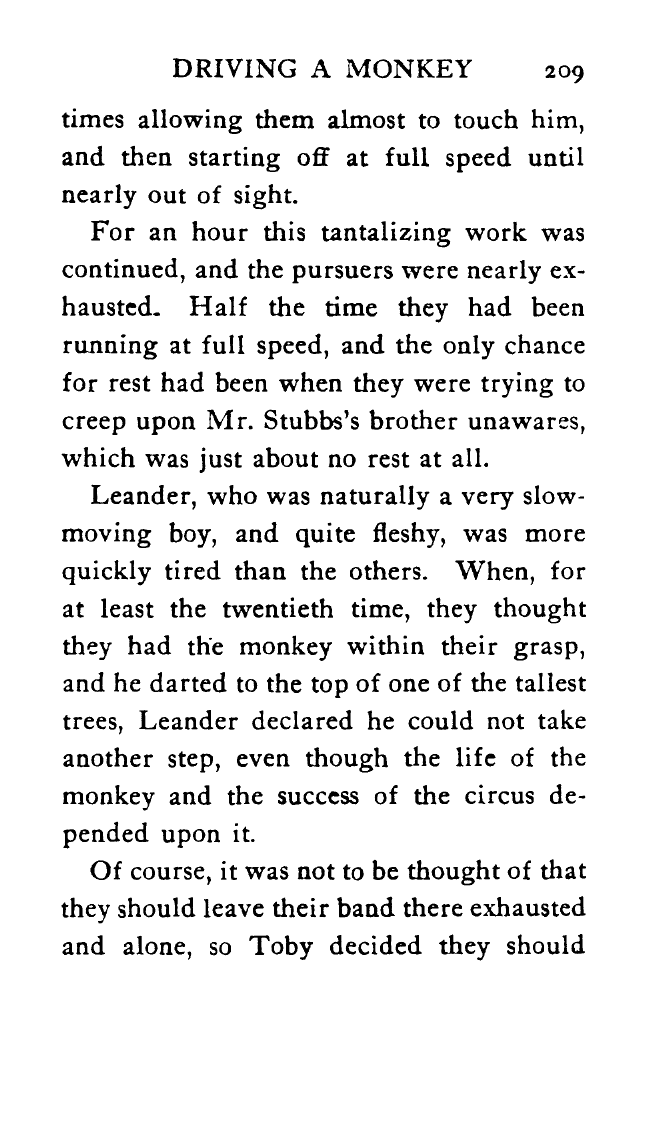 DRIVING A MONKEY 209
times allowing them almost to touch him,
and then starting off at full speed until
nearly out of sight.
For an hour this tantalizing work was
continued, and the pursuers were nearly ex-
hausted. Half the time they had been
running at full speed, and the only chance
for rest had been when they were trying to
creep upon Mr. Stubbs's brother unawares,
which was just about no rest at all.
Leander, who was naturally a very slow-
moving boy, and quite fleshy, was more
quickly tired than the others. When, for
at least the twentieth time, they thought
they had the monkey within their grasp,
and he darted to the top of one of the tallest
trees, Leander declared he could not take
another step, even though the life of the
monkey and the success of the circus de-
pended upon it.
Of course, it was not to be thought of that
they should leave their band there exhausted
and alone, so Toby decided they should